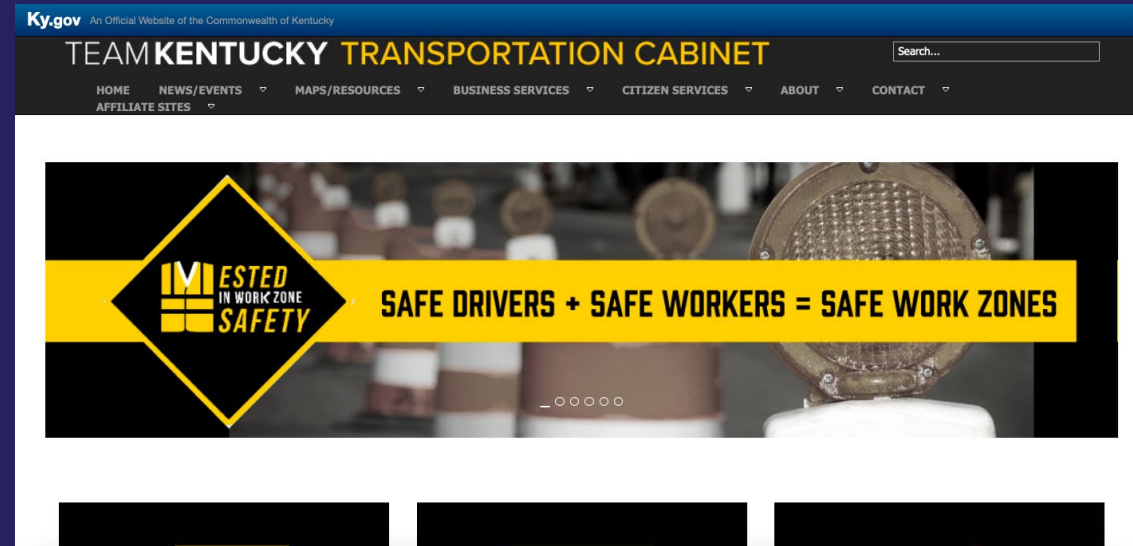 Ky.gov An Official Website of the Commonwealth of Kentucky
TEAM KENTUCKY TRANSPORTATION CABINET
Search...
HOME NEWS/EVENTS MAPS/RESOURCES BUSINESS SERVICES CITIZEN SERVICES ABOUT CONTACT
AFFILIATE SITES
VESTED
IN WORK ZONE
SAFETY
SAFE DRIVERS + SAFE WORKERS = SAFE WORK ZONES